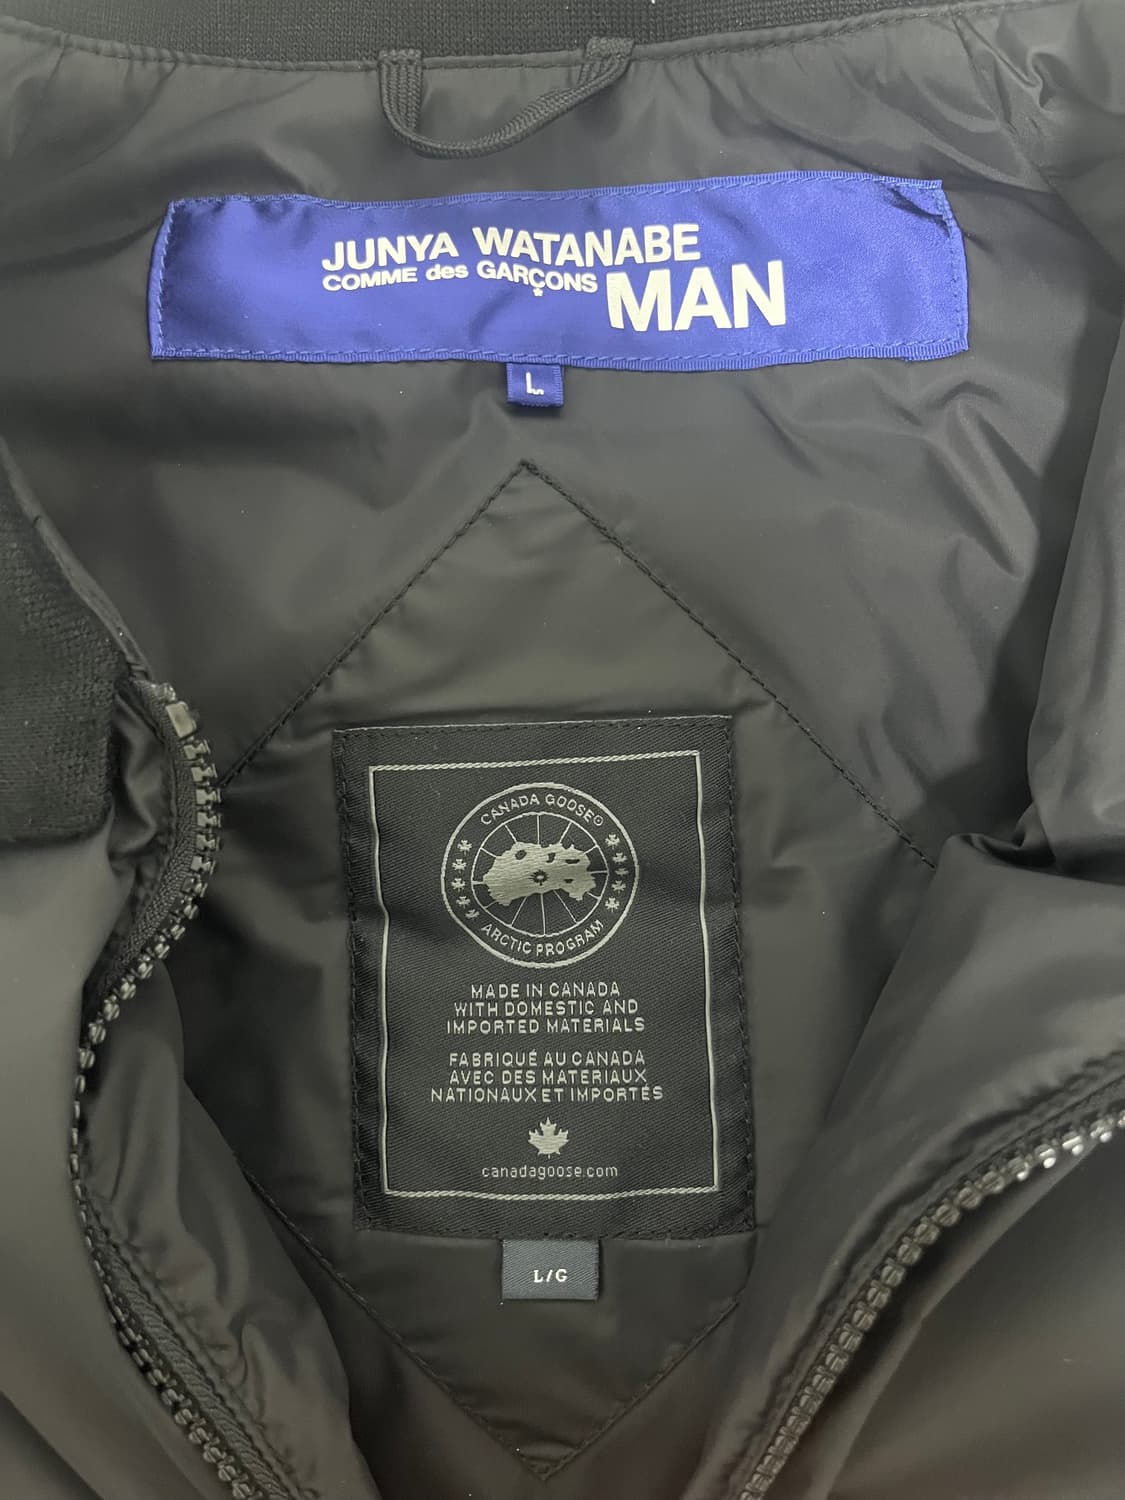 JUNYA WATANABE
COMME des GARÇONS MAN
L
CANADA GOOSE®
ARCTIC PROGRAM
MADE IN CANADA
WITH DOMESTIC AND
IMPORTED MATERIALS
FABRIQUÉ AU CANADA
AVEC DES MATERIAUX
NATIONAUX ET IMPORTÉS
canadagoose.com
L/G